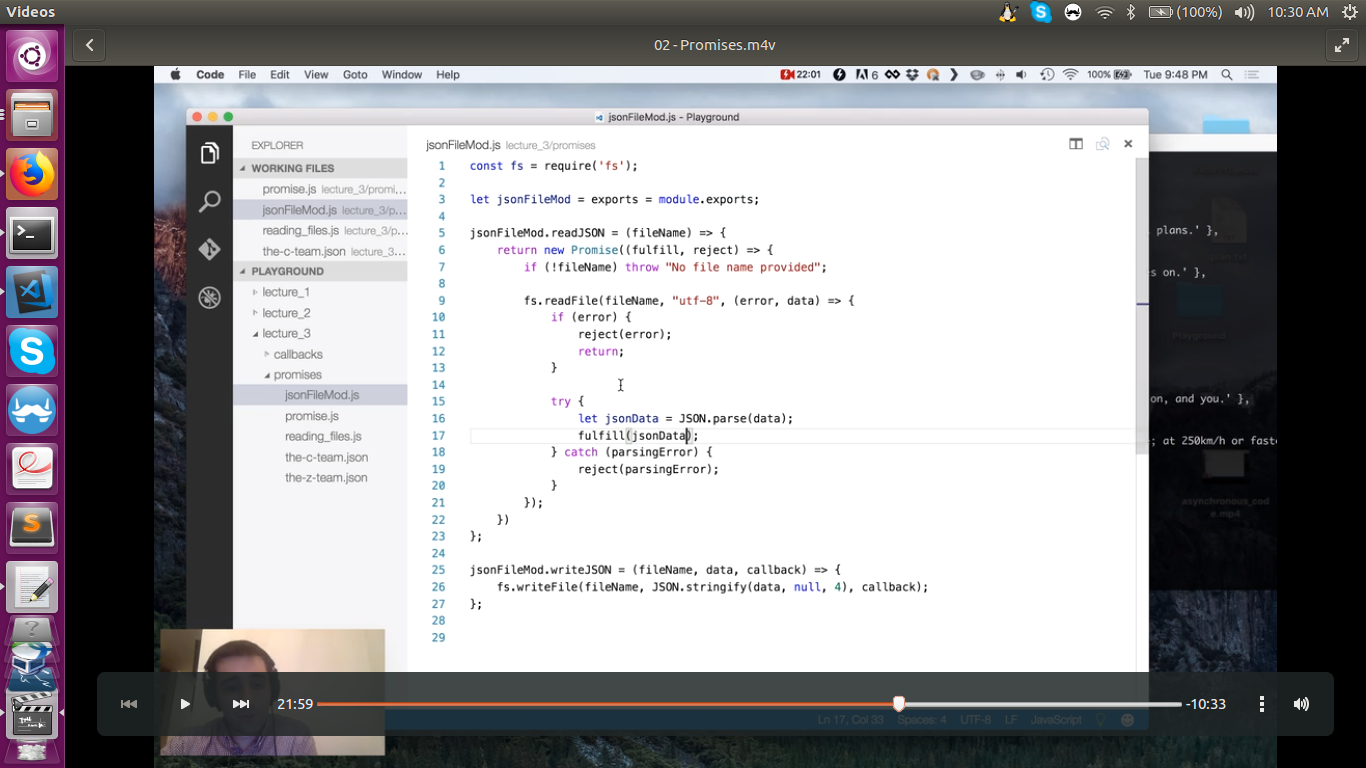 Videos
(100%)
10:30 AM
02 - Promises.m4v
Code File Edit View Goto Window Help
22:01
6
100%
Tue 9:48 PM
jsonFileMod.js - Playground
EXPLORER
WORKING FILES
promise.js lecture_3/promi...
jsonFileMod.js lecture_3/p...
reading_files.js lecture_3/p...
the-c-team.json lecture_3...
PLAYGROUND
lecture_1
lecture_2
lecture_3
callbacks
promises
jsonFileMod.js
promise.js
reading_files.js
the-c-team.json
the-z-team.json
jsonFileMod.js lecture_3/promises
1 const fs = require('fs');
2
3 let jsonFileMod = exports = module.exports;
4
5 jsonFileMod.readJSON = (fileName) => {
6 return new Promise((fulfill, reject) => {
7 if (!fileName) throw "No file name provided";
8
9 fs.readFile(fileName, "utf-8", (error, data) => {
10 if (error) {
11 reject(error);
12 return;
13 }
14
15 try {
16 let jsonData = JSON.parse(data);
17 fulfill(jsonData);
18 } catch (parsingError) {
19 reject(parsingError);
20 }
21 });
22 })
23 };
24
25 jsonFileMod.writeJSON = (fileName, data, callback) => {
26 fs.writeFile(fileName, JSON.stringify(data, null, 4), callback);
27 };
28
29
plans.' },
s on.' },
Playground
on, and you.' },
; at 250km/h or faste
asynchronous_cod
e.mp4
21:59
-10:33
Ln 17, Col 33 Spaces: 4 UTF-8 LF JavaScript